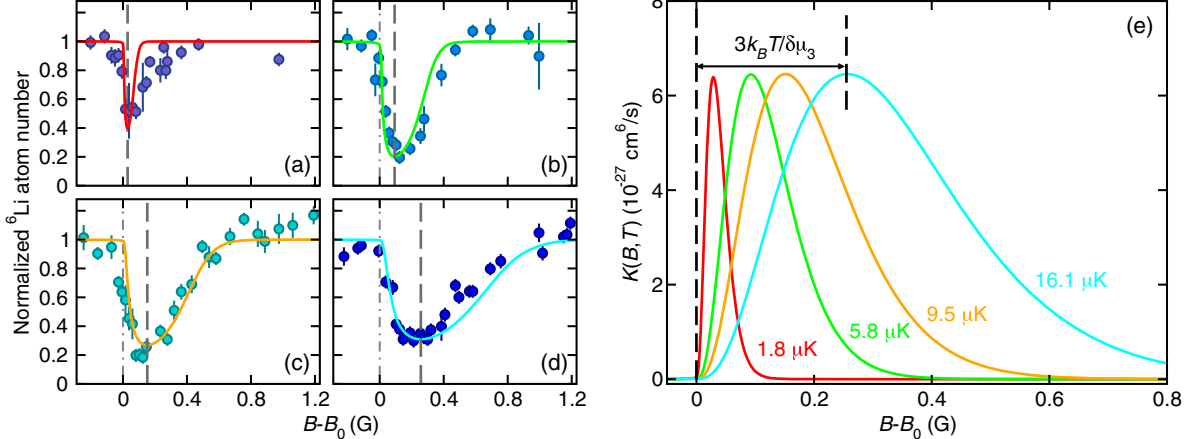 Normalized ⁶Li atom number
1
0.8
0.6
0.4
0.2
(a)
(b)
1
0.8
0.6
0.4
0.2
0
(c)
(d)
0 0.4 0.8 1.2
0 0.4 0.8 1.2
B-B₀ (G)
K(B,T) (10⁻²⁷ cm⁶/s)
8
6
4
2
0
(e)
3k_BT/δμ₃
16.1 μK
9.5 μK
5.8 μK
1.8 μK
0 0.2 0.4 0.6 0.8
B-B₀ (G)